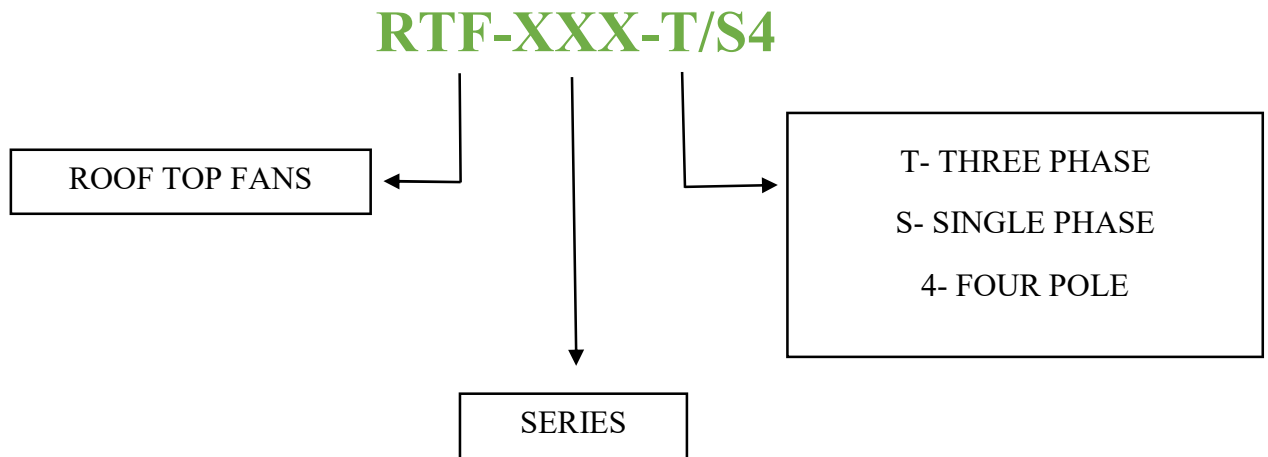 RTF-XXX-T/S4
ROOF TOP FANS
T- THREE PHASE
S- SINGLE PHASE
4- FOUR POLE
SERIES